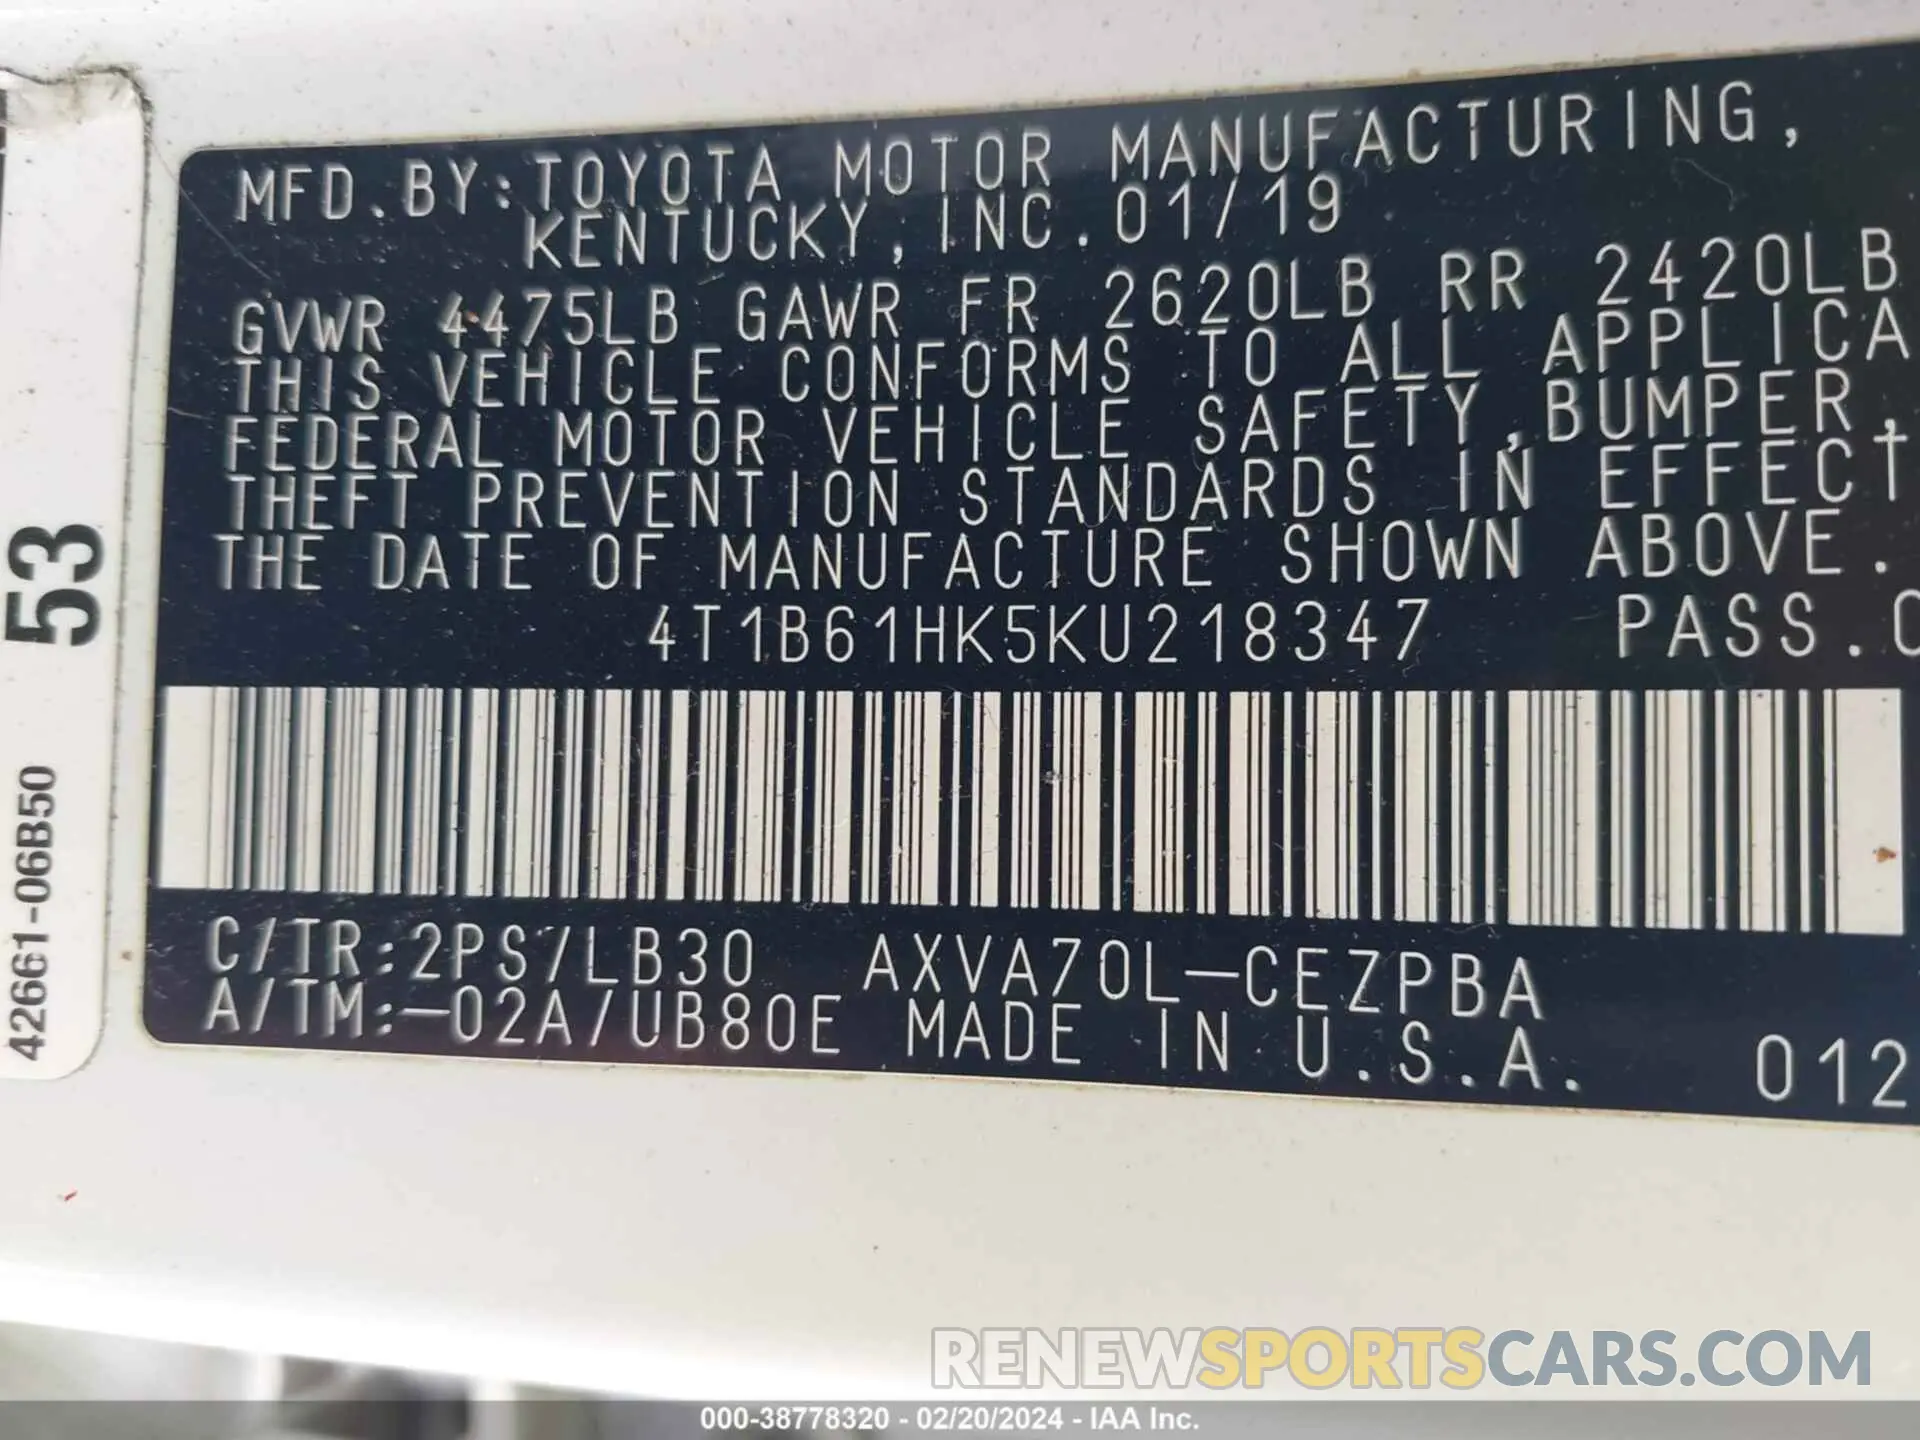 MFD.BY:TOYOTA MOTOR MANUFACTURING,
KENTUCKY,INC.01/19
GVWR 4475LB GAWR FR 2620LB RR 2420LB
THIS VEHICLE CONFORMS TO ALL APPLICA
FEDERAL MOTOR VEHICLE SAFETY,BUMPER,
THEFT PREVENTION STANDARDS IN EFFECT
THE DATE OF MANUFACTURE SHOWN ABOVE.
4T1B61HK5KU218347 PASS.C
C/TR:2PS7LB30 AXVA70L-CEZPBA
A/TM:-02A/UB80E MADE IN U.S.A. 012
53
42661-06B50
RENEWSPORTSCARS.COM
000-38778320 - 02/20/2024 - IAA Inc.